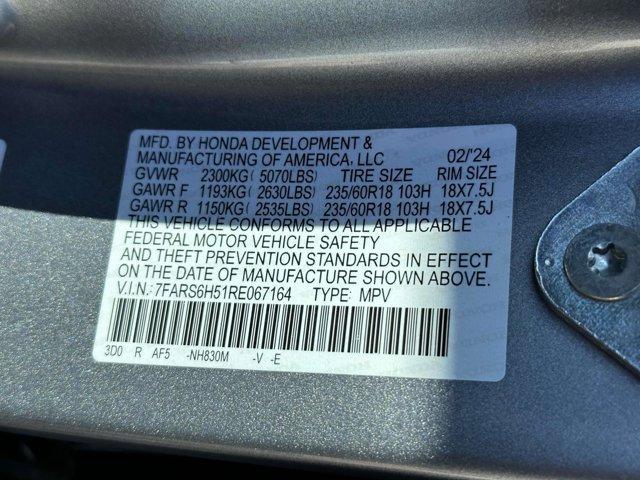 MFD. BY HONDA DEVELOPMENT &
MANUFACTURING OF AMERICA, LLC 02/'24
GVWR 2300KG( 5070LBS) TIRE SIZE RIM SIZE
GAWR F 1193KG( 2630LBS) 235/60R18 103H 18X7.5J
GAWR R 1150KG( 2535LBS) 235/60R18 103H 18X7.5J
THIS VEHICLE CONFORMS TO ALL APPLICABLE
FEDERAL MOTOR VEHICLE SAFETY
AND THEFT PREVENTION STANDARDS IN EFFECT
ON THE DATE OF MANUFACTURE SHOWN ABOVE.
V.I.N.:7FARS6H51RE067164 TYPE: MPV
3D0 R AF5 -NH830M -V -E